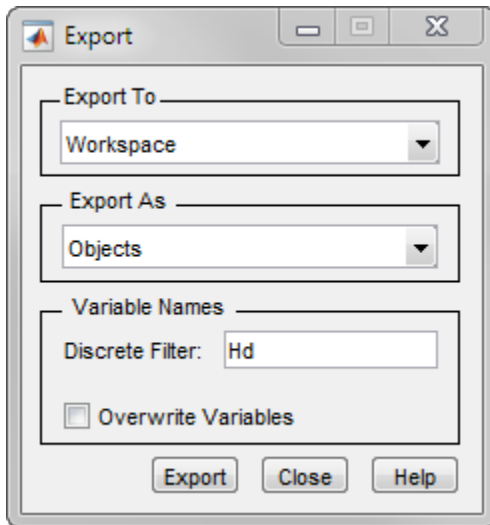 Export
Export To
Workspace
Export As
Objects
Variable Names
Discrete Filter: Hd
Overwrite Variables
Export Close Help